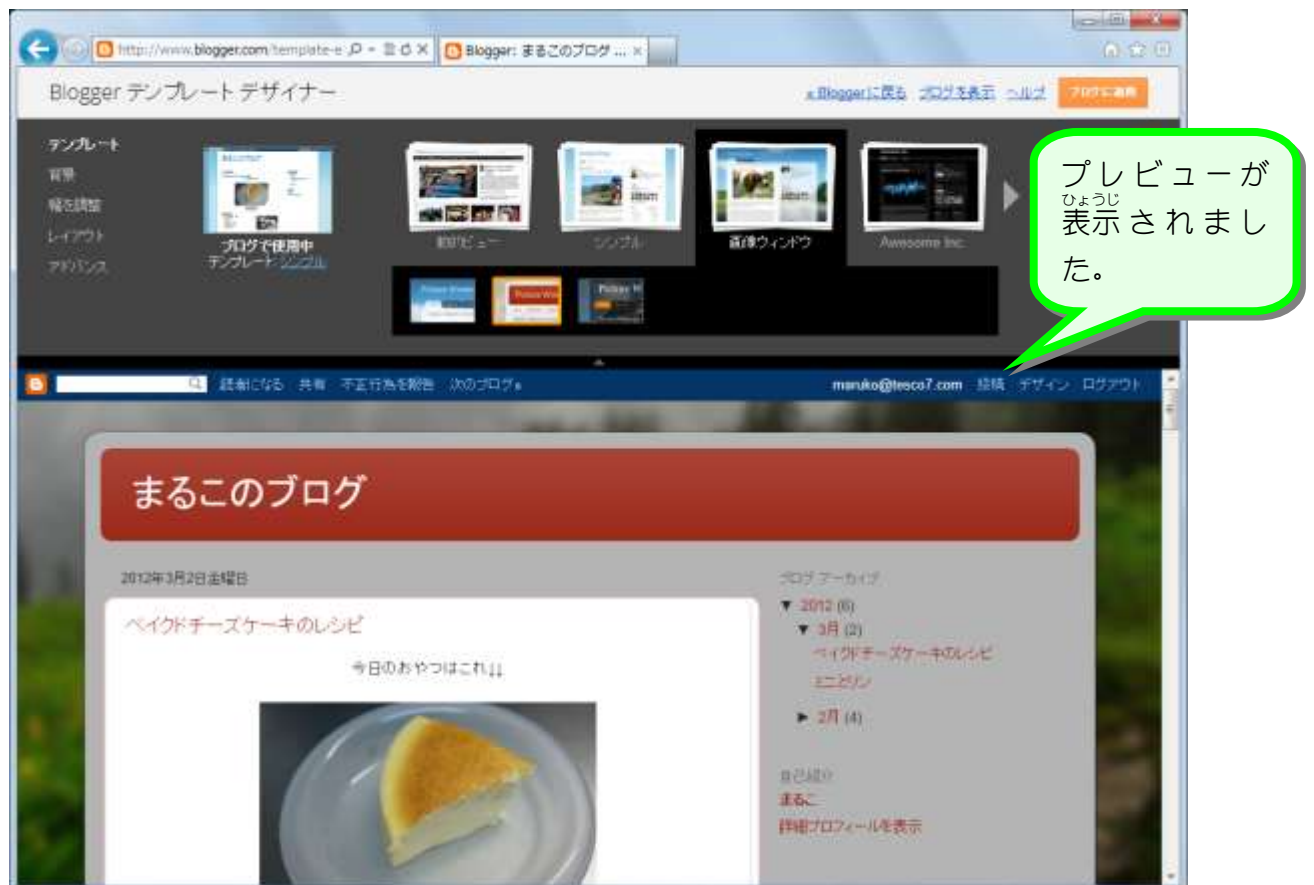 http://www.blogger.com/template-e
Blogger: まるこのブログ ...
Blogger テンプレート デザイナー
« Bloggerに戻る ブログを表示 ヘルプ ブログに適用
テンプレート
背景
幅を調整
レイアウト
アドバンス
ブログで使用中
テンプレート: シンプル
動的ビュー
シンプル
画像ウィンドウ
Awesome Inc.
プレビューが
ひょうじ
表示されまし
た。
読者になる 共有 不正行為を報告 次のブログ»
maruko@tesco7.com 投稿 デザイン ログアウト
まるこのブログ
2012年3月2日金曜日
ベイクドチーズケーキのレシピ
今日のおやつはこれ↓↓
ブログ アーカイブ
▼ 2012 (6)
▼ 3月 (2)
ベイクドチーズケーキのレシピ
► 2月 (4)
自己紹介
まるこ
詳細プロフィールを表示